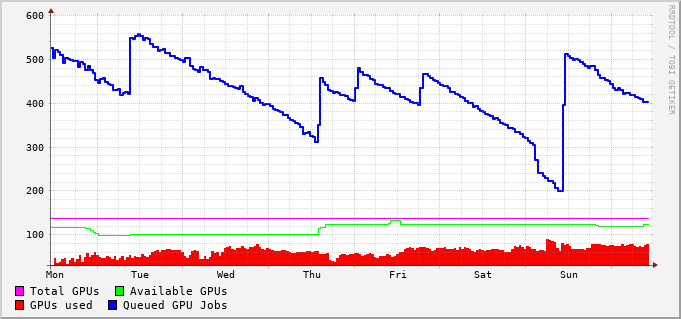 600
500
400
300
200
100
Mon Tue Wed Thu Fri Sat Sun
Total GPUs Available GPUs
GPUs used Queued GPU Jobs
RRDTOOL / TOBI OETIKER